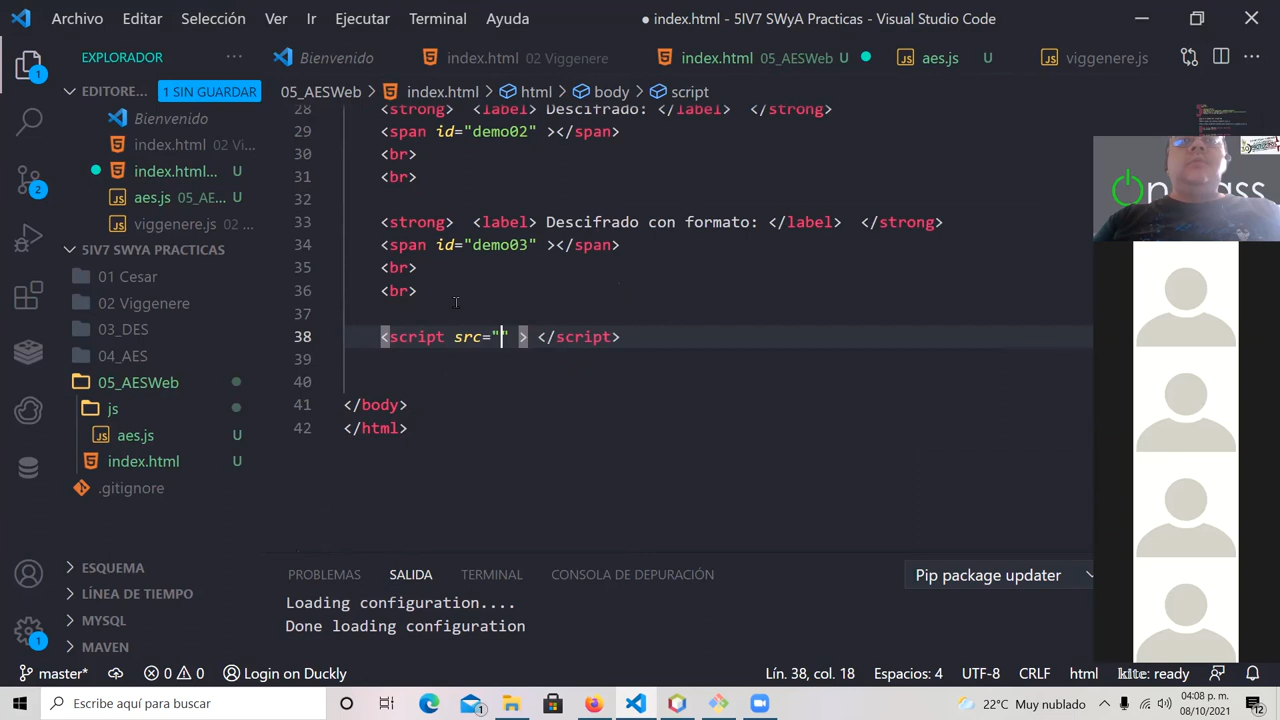 Archivo Editar Selección Ver Ir Ejecutar Terminal Ayuda ● index.html - 5IV7 SWyA Practicas - Visual Studio Code
EXPLORADOR ··· Bienvenido index.html 02 Viggenere index.html 05_AESWeb U aes.js U viggenere.js
EDITORE... 1 SIN GUARDAR
05_AESWeb > index.html > html > body > script
Bienvenido
index.html 02 Vi...
index.html... U
aes.js 05_AE... U
viggenere.js 02 ...
5IV7 SWYA PRACTICAS
01 Cesar
02 Viggenere
03_DES
04_AES
05_AESWeb
js
aes.js U
index.html U
.gitignore
ESQUEMA
LÍNEA DE TIEMPO
MYSQL
MAVEN
28 <strong> <label> Descifrado: </label> </strong>
29 <span id="demo02" ></span>
30 <br>
31 <br>
32
33 <strong> <label> Descifrado con formato: </label> </strong>
34 <span id="demo03" ></span>
35 <br>
36 <br>
37
38 <script src="" > </script>
39
40
41 </body>
42 </html>
PROBLEMAS SALIDA TERMINAL CONSOLA DE DEPURACIÓN Pip package updater
Loading configuration....
Done loading configuration
1
2
1
master* 0 0 Login on Duckly Lín. 38, col. 18 Espacios: 4 UTF-8 CRLF html kite: ready
Escribe aquí para buscar 1 22°C Muy nublado 04:08 p. m.
08/10/2021 12